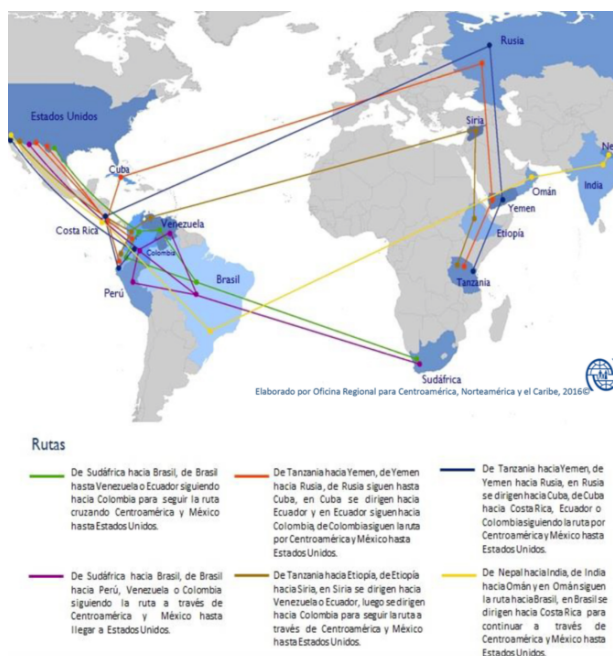 Rusia
Estados Unidos
Siria
Cuba
Ne
Omán
India
Costa Rica
Venezuela
Yemen
Colombia
Etiopía
Perú
Brasil
Tanzania
Sudáfrica
Elaborado por Oficina Regional para Centroamérica, Norteamérica y el Caribe, 2016©
Rutas
De Sudáfrica hacia Brasil, de Brasil
hasta Venezuela o Ecuador siguiendo
hacia Colombia para seguir la ruta
cruzando Centroamérica y México
hasta Estados Unidos.
De Tanzania hacia Yemen, de Yemen
hacia Rusia, de Rusia siguen hasta
Cuba, en Cuba se dirigen hacia
Ecuador y en Ecuador siguen hacia
Colombia, de Colombia siguen la ruta
por Centroamérica y México hasta
Estados Unidos.
De Tanzania hacia Yemen, de
Yemen hacia Rusia, en Rusia
se dirigen hacia Cuba, de Cuba
hacia Costa Rica, Ecuador o
Colombia siguiendo la ruta por
Centroamérica y México hasta
Estados Unidos.
De Sudáfrica hacia Brasil, de Brasil
hacia Perú, Venezuela o Colombia
siguiendo la ruta a través de
Centroamérica y México hasta
llegar a Estados Unidos.
De Tanzania hacia Etiopía, de Etiopía
hacia Siria, en Siria se dirigen hacia
Venezuela o Ecuador, luego se dirigen
hacia Colombia para seguir la ruta a
través de Centroamérica y México
hasta Estados Unidos.
De Nepal hacia India, de India
hacia Omán y en Omán siguen
la ruta hacia Brasil, en Brasil se
dirigen hacia Costa Rica para
continuar a través de
Centroamérica y México hasta
Estados Unidos.